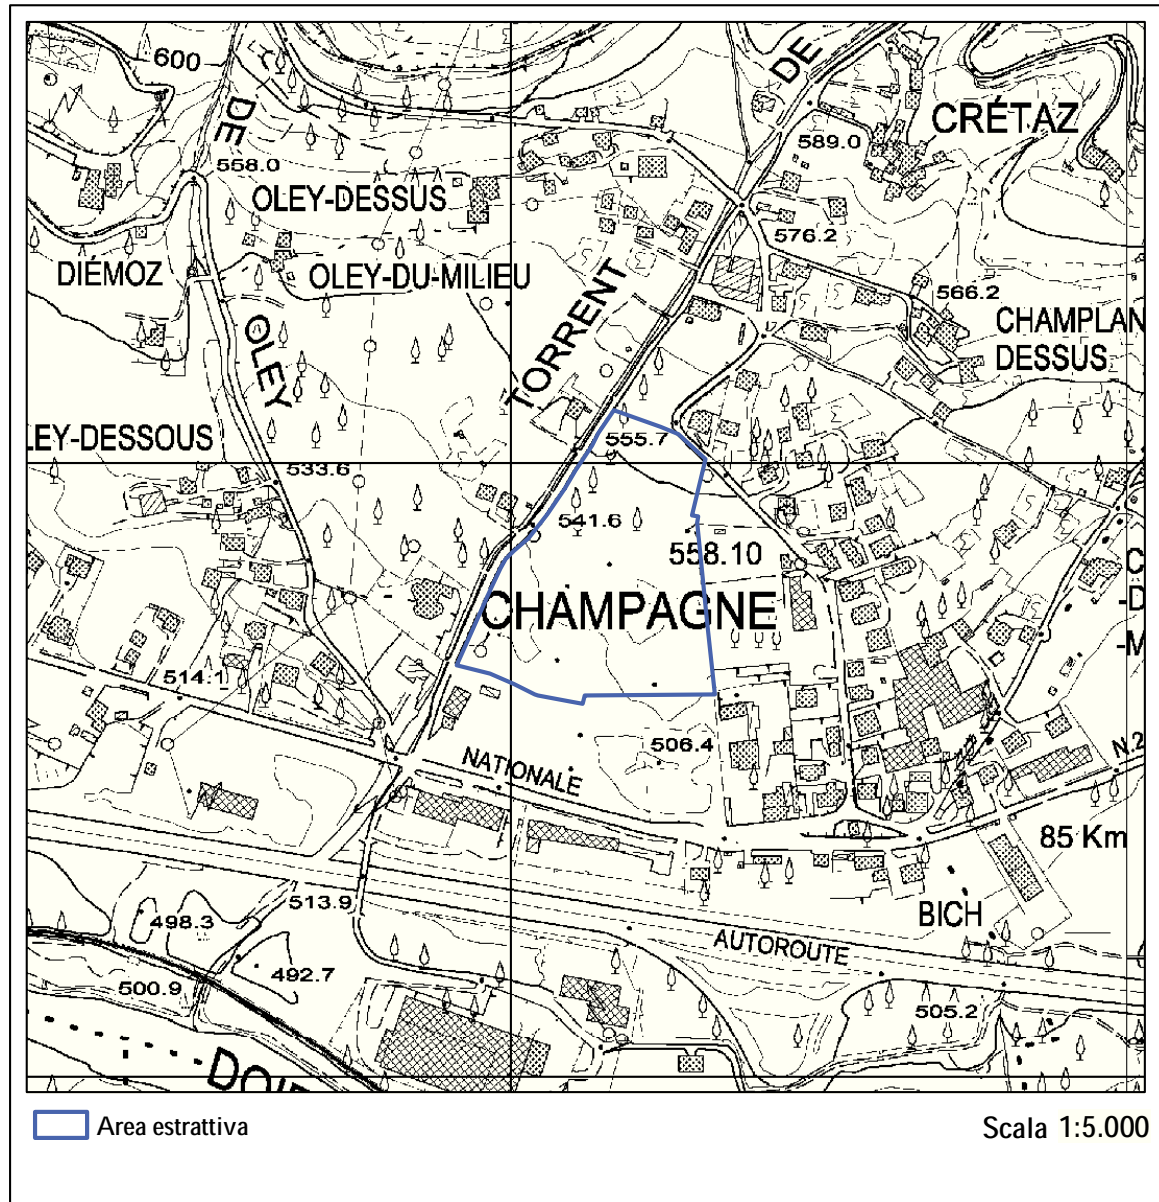 600
DE
DE
CRÉTAZ
589.0
558.0
OLEY-DESSUS
576.2
DIÉMOZ
OLEY-DU-MILIEU
566.2
TORRENT
CHAMPLAN
DESSUS
OLEY
LEY-DESSOUS
555.7
533.6
541.6
558.10
C
-D
CHAMPAGNE
-M
514.1
506.4
NATIONALE
N.2
85 Km
513.9
498.3
BICH
AUTOROUTE
492.7
500.9
505.2
DOI
Area estrattiva
Scala 1:5.000